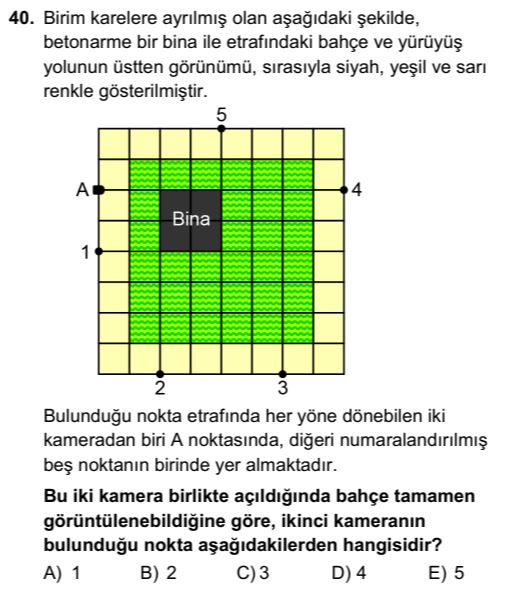 40. Birim karelere ayrılmış olan aşağıdaki şekilde,
betonarme bir bina ile etrafındaki bahçe ve yürüyüş
yolunun üstten görünümü, sırasıyla siyah, yeşil ve sarı
renkle gösterilmiştir.
5
A
4
Bina
1
2
3
Bulunduğu nokta etrafında her yöne dönebilen iki
kameradan biri A noktasında, diğeri numaralandırılmış
beş noktanın birinde yer almaktadır.
Bu iki kamera birlikte açıldığında bahçe tamamen
görüntülenebildiğine göre, ikinci kameranın
bulunduğu nokta aşağıdakilerden hangisidir?
A) 1 B) 2 C) 3 D) 4 E) 5